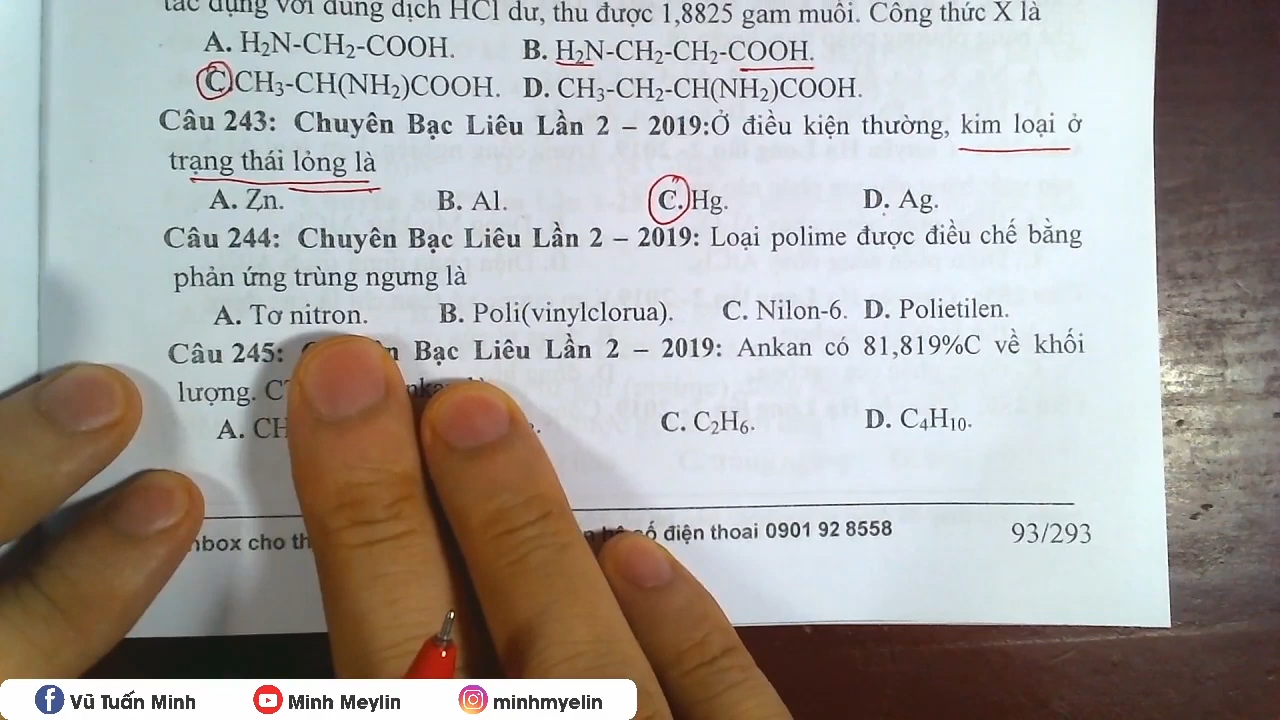 tác dụng với dung dịch HCl dư, thu được 1,8825 gam muối. Công thức X là
A. H₂N-CH₂-COOH. B. H₂N-CH₂-CH₂-COOH.
C. CH₃-CH(NH₂)COOH. D. CH₃-CH₂-CH(NH₂)COOH.
Câu 243: Chuyên Bạc Liêu Lần 2 – 2019:Ở điều kiện thường, kim loại ở
trạng thái lỏng là
A. Zn. B. Al. C. Hg. D. Ag.
Câu 244: Chuyên Bạc Liêu Lần 2 – 2019: Loại polime được điều chế bằng
phản ứng trùng ngưng là
A. Tơ nitron. B. Poli(vinylclorua). C. Nilon-6. D. Polietilen.
Câu 245: Bạc Liêu Lần 2 – 2019: Ankan có 81,819%C về khối
lượng.
A. CH C. C₂H₆. D. C₄H₁₀.
nbox cho số điện thoai 0901 92 8558 93/293
Vũ Tuấn Minh Minh Meylin minhmyelin